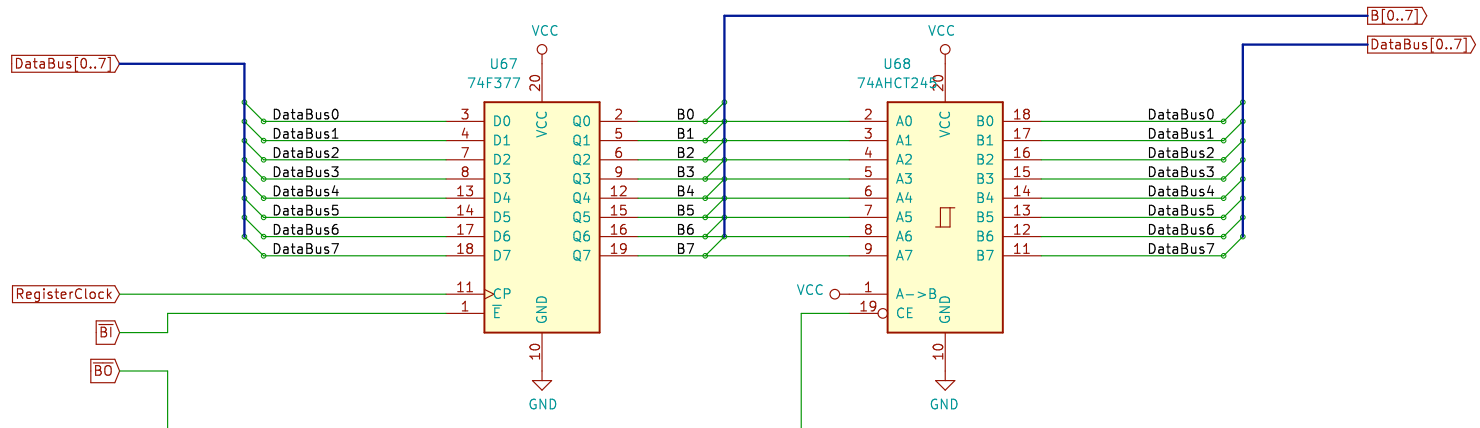 B[0..7]
VCC
VCC
DataBus[0..7]
DataBus[0..7]
U67
U68
74F377
74AHCT245
20
20
DataBus0 3 D0 VCC Q0 2 B0 2 A0 VCC B0 18 DataBus0
DataBus1 4 D1 Q1 5 B1 3 A1 B1 17 DataBus1
DataBus2 7 D2 Q2 6 B2 4 A2 B2 16 DataBus2
DataBus3 8 D3 Q3 9 B3 5 A3 B3 15 DataBus3
DataBus4 13 D4 Q4 12 B4 6 A4 B4 14 DataBus4
DataBus5 14 D5 Q5 15 B5 7 A5 B5 13 DataBus5
DataBus6 17 D6 Q6 16 B6 8 A6 B6 12 DataBus6
DataBus7 18 D7 Q7 19 B7 9 A7 B7 11 DataBus7
RegisterClock 11 CP VCC 1 A->B
1 E GND 19 CE GND
BI
10
10
BO
GND
GND